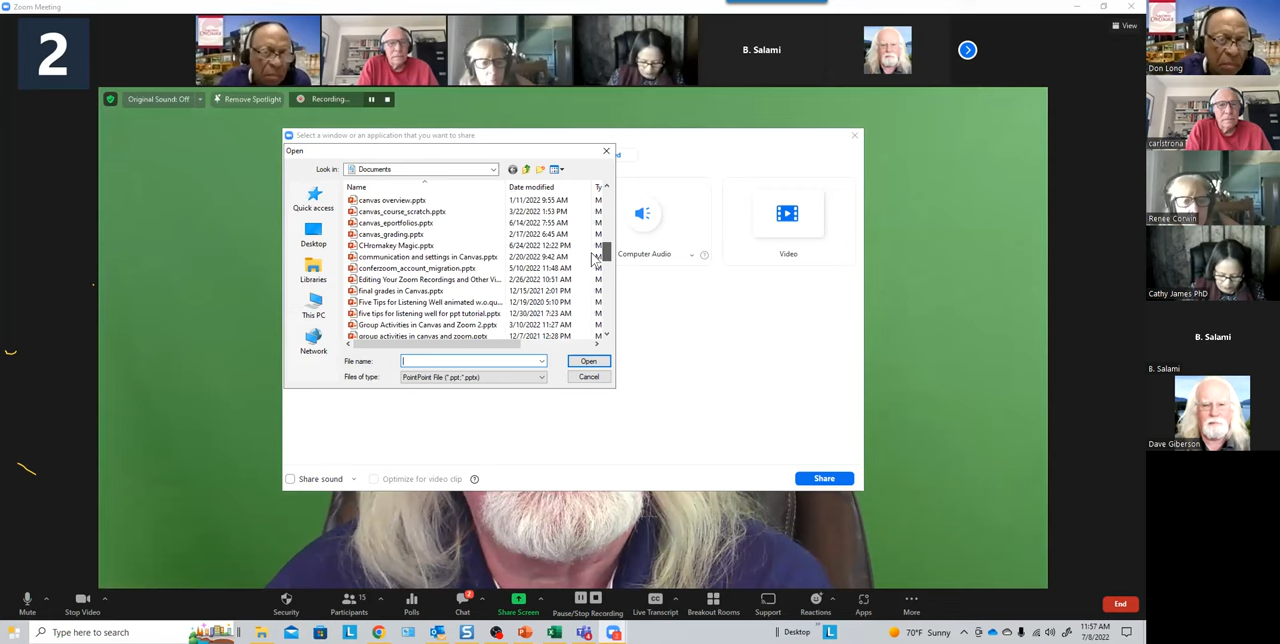 Zoom Meeting
2
B. Salami
View
Original Sound: Off
Remove Spotlight
Recording...
Select a window or an application that you want to share
Open
Look in:
Documents
Name
Date modified
Ty
canvas overview.pptx 1/11/2022 9:55 AM M
canvas_course_scratch.pptx 3/22/2022 1:53 PM M
canvas_eportfolios.pptx 6/14/2022 7:55 AM M
canvas_grading.pptx 2/17/2022 6:45 AM M
CHromakey Magic.pptx 6/24/2022 12:22 PM M
communication and settings in Canvas.pptx 2/20/2022 9:42 AM M
conferzoom_account_migration.pptx 5/10/2022 11:48 AM M
Editing Your Zoom Recordings and Other Vi... 2/26/2022 10:51 AM M
final grades in Canvas.pptx 12/15/2021 2:01 PM M
Five Tips for Listening Well animated w.o.qu... 12/19/2020 5:10 PM M
five tips for listening well for ppt tutorial.pptx 12/30/2021 7:23 AM M
Group Activities in Canvas and Zoom 2.pptx 3/10/2022 11:27 AM M
group activities in canvas and zoom.pptx 12/7/2021 12:28 PM M
Quick access
Desktop
Libraries
This PC
Network
File name:
Open
Files of type:
PointPoint File (*.ppt;*.pptx)
Cancel
Computer Audio
Video
Share sound
Optimize for video clip
Share
Don Long
carlstrona
Renee Corwin
Cathy James PhD
B. Salami
B. Salami
Dave Giberson
Mute
Stop Video
Security
15
Participants
Polls
2
Chat
Share Screen
Pause/Stop Recording
Live Transcript
Breakout Rooms
Support
Reactions
Apps
More
End
Type here to search
Desktop
70°F Sunny
11:57 AM
7/8/2022